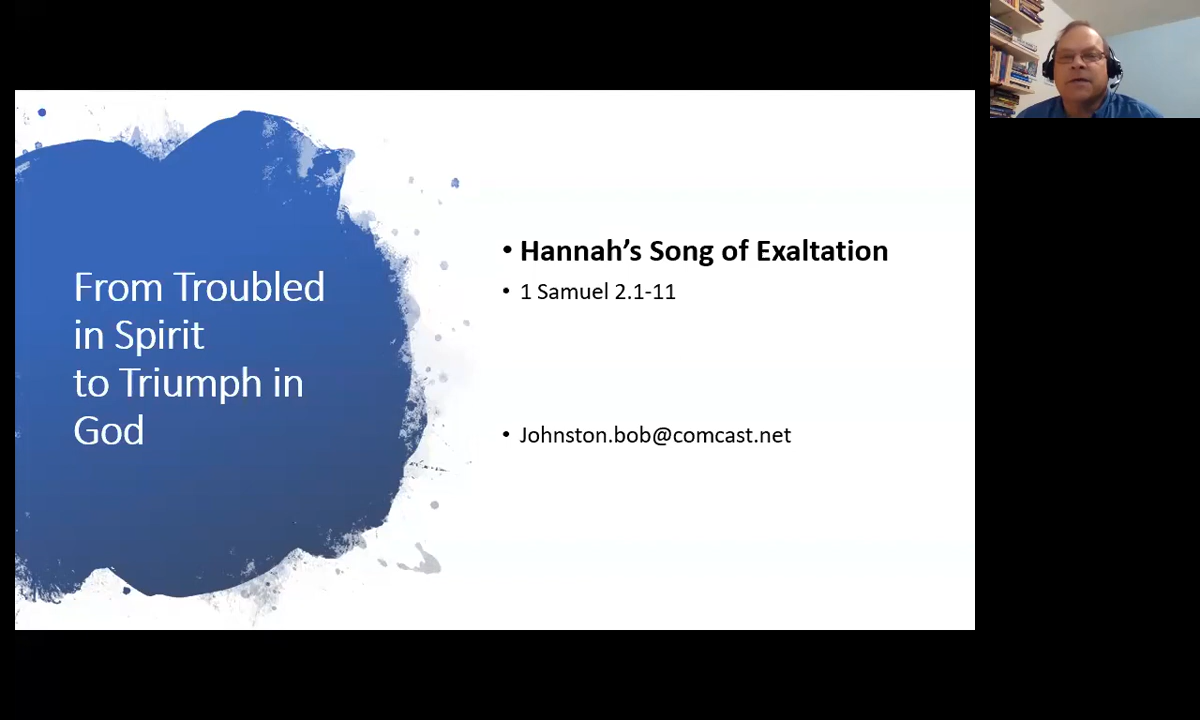 From Troubled
in Spirit
to Triumph in
God
• Hannah’s Song of Exaltation
• 1 Samuel 2.1-11
• Johnston.bob@comcast.net